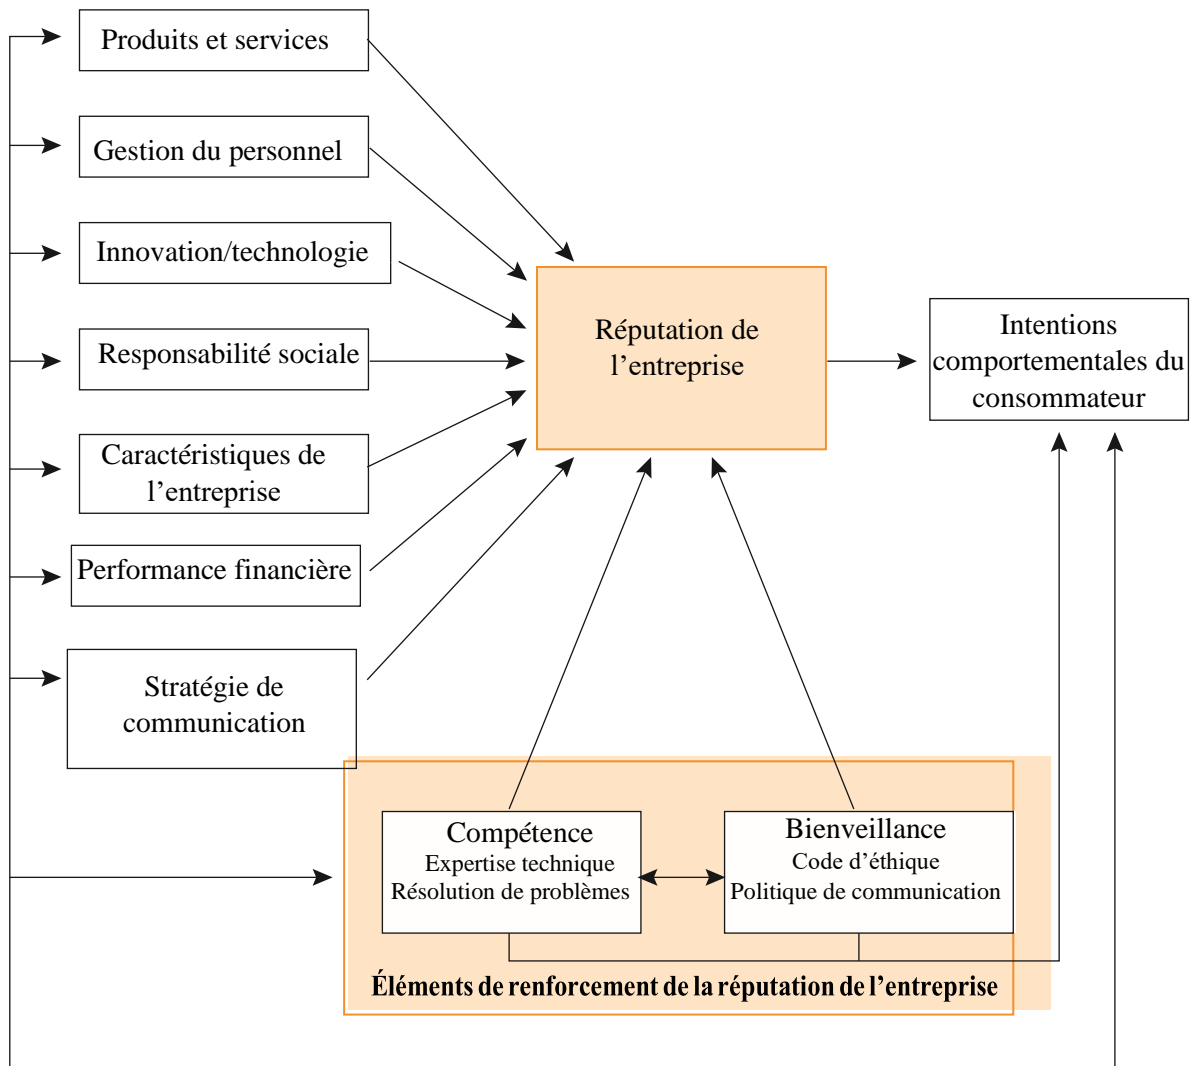 Produits et services
Gestion du personnel
Innovation/technologie
Responsabilité sociale
Caractéristiques de
l’entreprise
Performance financière
Stratégie de
communication
Réputation de
l’entreprise
Intentions
comportementales du
consommateur
Compétence
Expertise technique
Résolution de problèmes
Bienveillance
Code d’éthique
Politique de communication
Éléments de renforcement de la réputation de l’entreprise